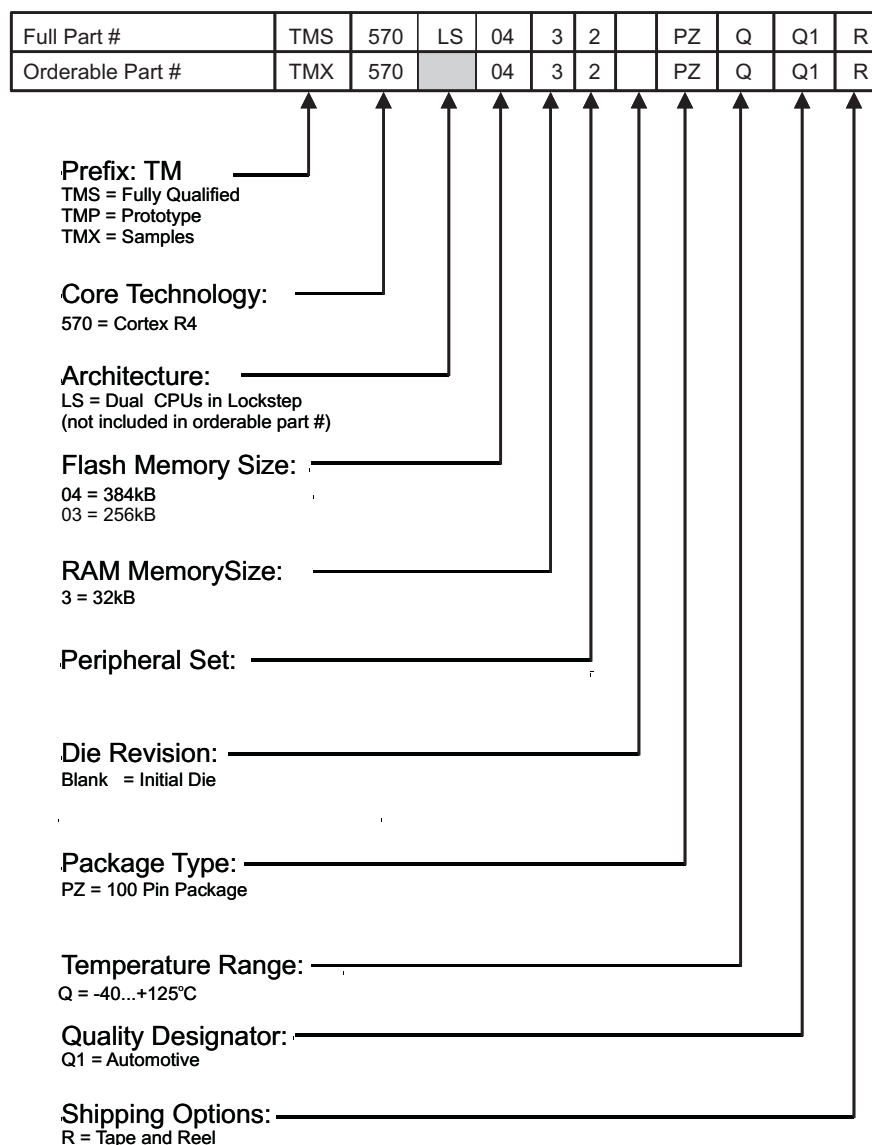 Full Part # TMS 570 LS 04 3 2 PZ Q Q1 R
Orderable Part # TMX 570 04 3 2 PZ Q Q1 R
Prefix: TM
TMS = Fully Qualified
TMP = Prototype
TMX = Samples
Core Technology:
570 = Cortex R4
Architecture:
LS = Dual CPUs in Lockstep
(not included in orderable part #)
Flash Memory Size:
04 = 384kB
03 = 256kB
RAM MemorySize:
3 = 32kB
Peripheral Set:
Die Revision:
Blank = Initial Die
Package Type:
PZ = 100 Pin Package
Temperature Range:
Q = -40...+125°C
Quality Designator:
Q1 = Automotive
Shipping Options:
R = Tape and Reel